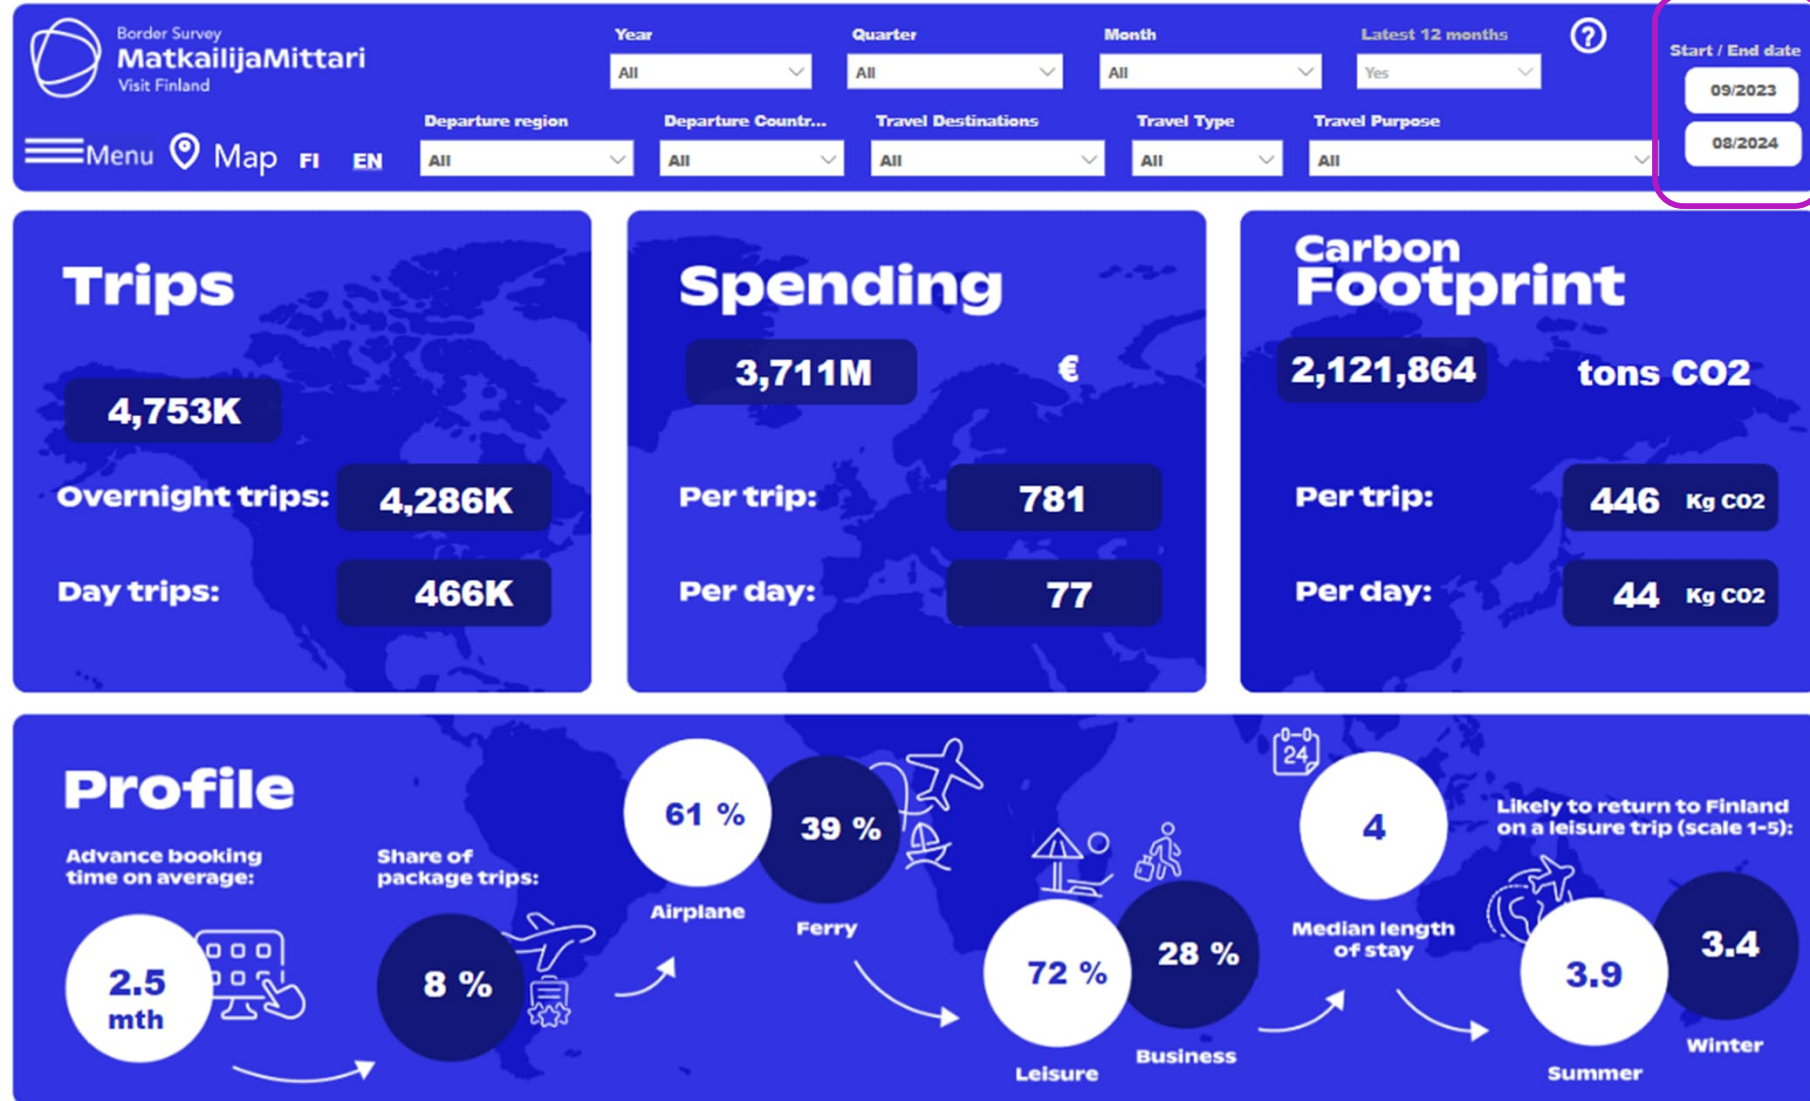 Border Survey
MatkailijaMittari
Visit Finland
Menu
Map
FI
EN
Year
All
Quarter
All
Month
All
Latest 12 months
Yes
?
Start / End date
09/2023
08/2024
Departure region
All
Departure Countr...
All
Travel Destinations
All
Travel Type
All
Travel Purpose
All
Trips
4,753K
Overnight trips: 4,286K
Day trips: 466K
Spending
3,711M €
Per trip: 781
Per day: 77
Carbon
Footprint
2,121,864 tons CO2
Per trip: 446 Kg CO2
Per day: 44 Kg CO2
Profile
Advance booking
time on average:
2.5
mth
Share of
package trips:
8 %
61 %
Airplane
39 %
Ferry
72 %
Leisure
28 %
Business
24
4
Median length
of stay
Likely to return to Finland
on a leisure trip (scale 1-5):
3.9
Summer
3.4
Winter